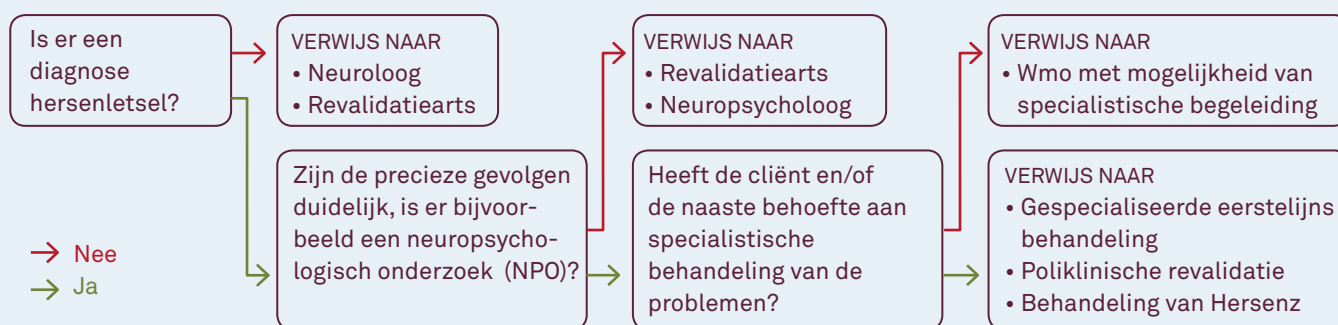 Is er een
diagnose
hersenletsel?
VERWIJS NAAR
• Neuroloog
• Revalidatiearts
VERWIJS NAAR
• Revalidatiearts
• Neuropsycholoog
VERWIJS NAAR
• Wmo met mogelijkheid van
specialistische begeleiding
Zijn de precieze gevolgen
duidelijk, is er bijvoor-
beeld een neuropsycho-
logisch onderzoek (NPO)?
Heeft de cliënt en/of
de naaste behoefte aan
specialistische
behandeling van de
problemen?
VERWIJS NAAR
• Gespecialiseerde eerstelijns
behandeling
• Poliklinische revalidatie
• Behandeling van Hersenz
Nee
Ja